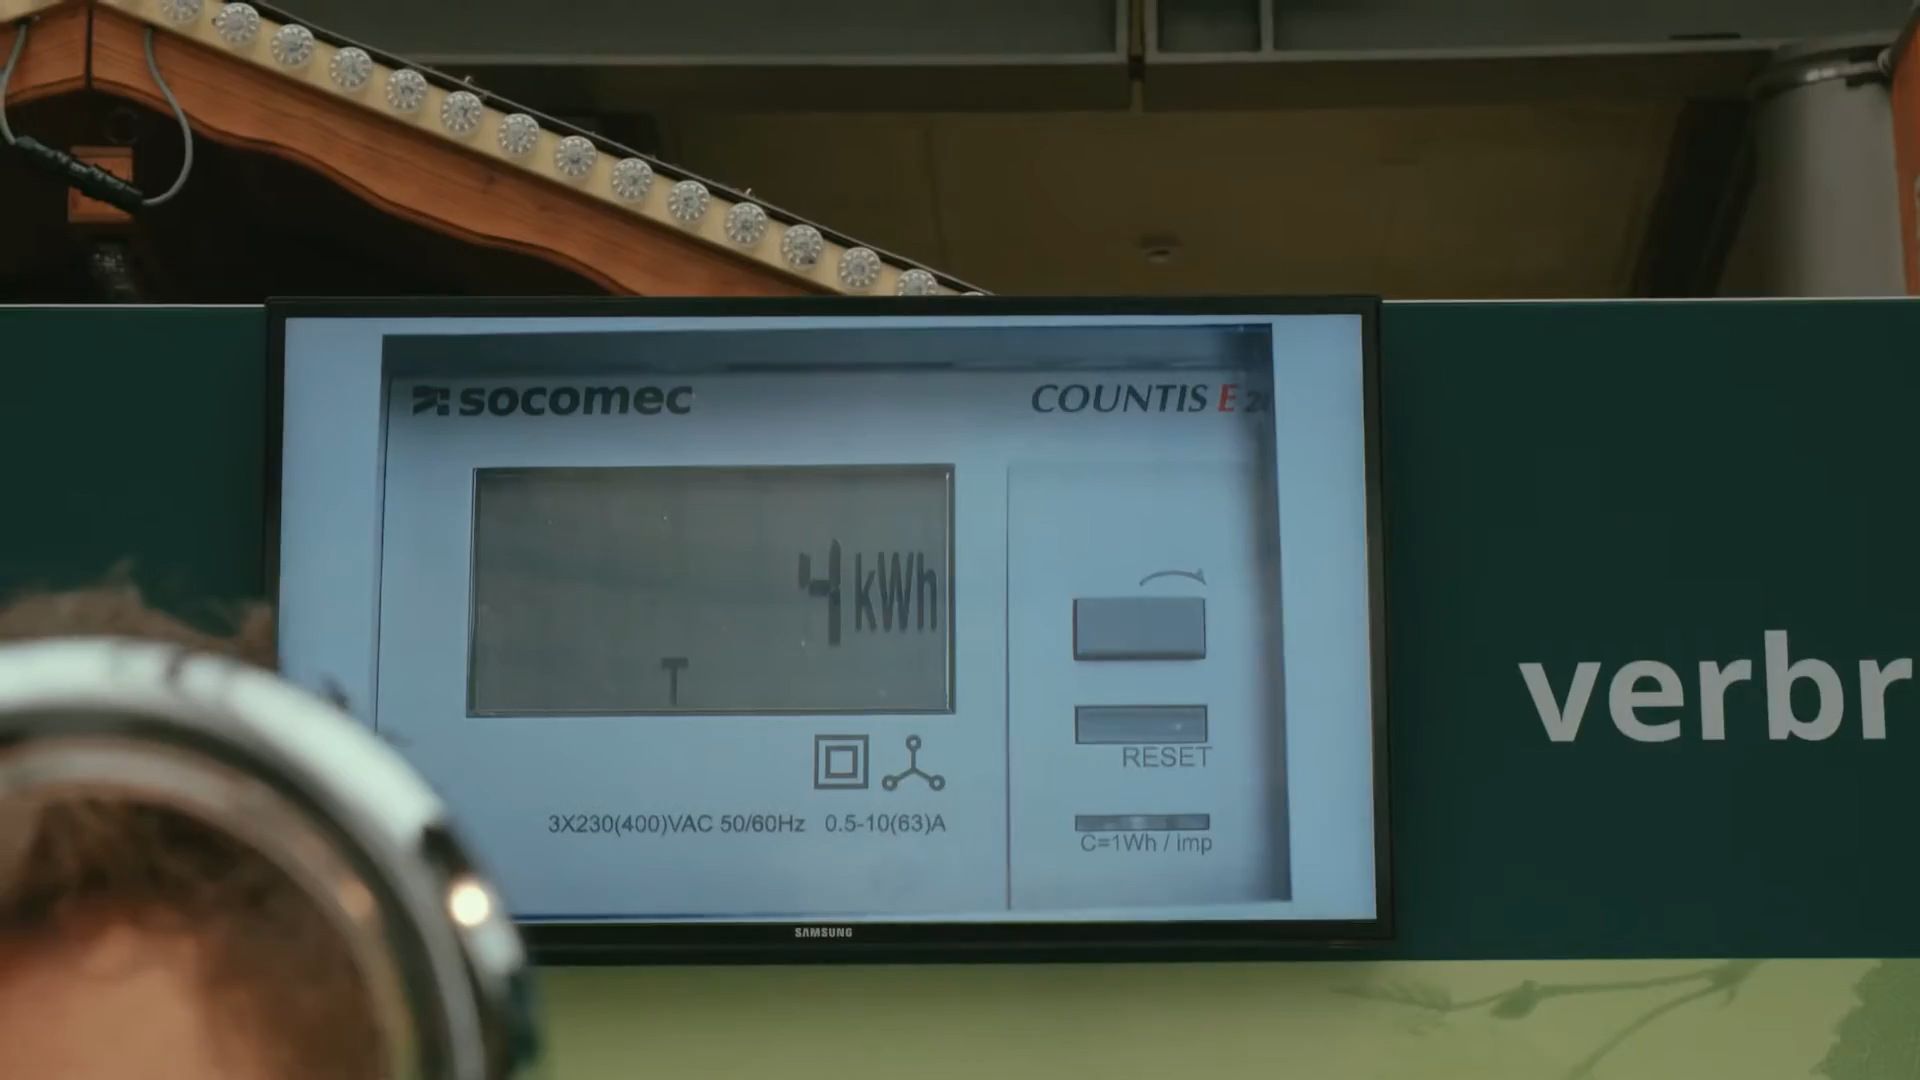 socomec
COUNTIS E
4 kWh
T
3X230(400)VAC 50/60Hz 0.5-10(63)A
RESET
C=1Wh / imp
SAMSUNG
verbr